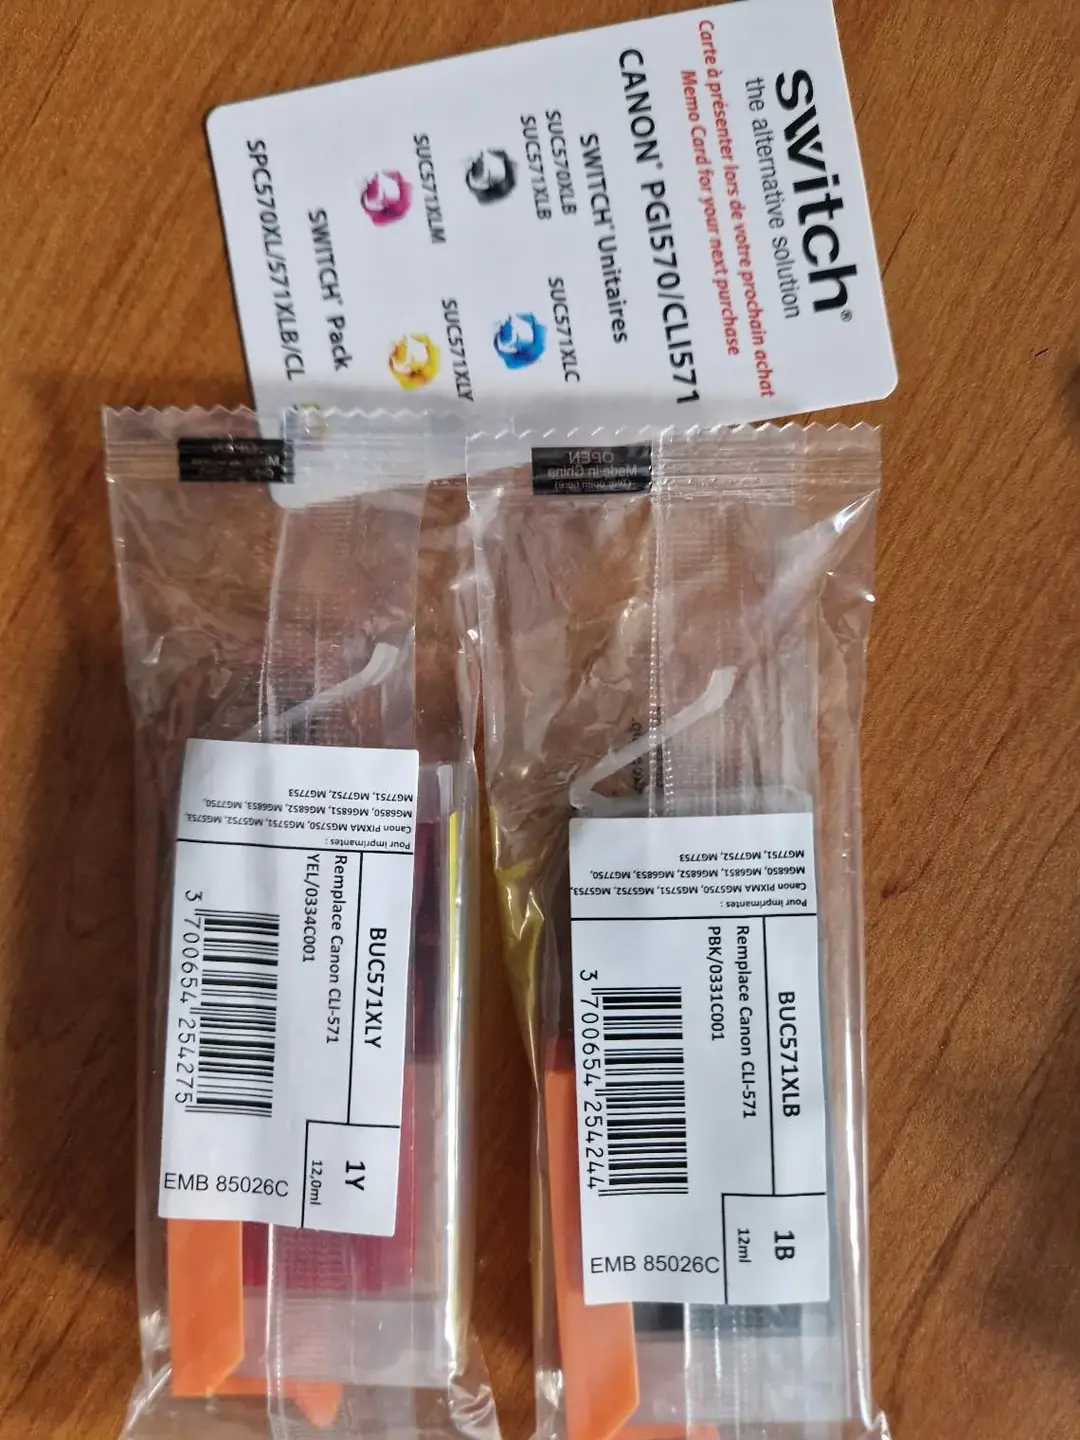 switch®
the alternative solution
Carte à présenter lors de votre prochain achat
Memo Card for your next purchase
CANON® PGI570/CLI571
SWITCH® Unitaires
SUC570XLB
SUC571XLB
SUC571XLC
SUC571XLM
SUC571XLY
SWITCH® Pack
SPC570XL/571XLB/CL
OPEN
OPEN
Made in China
Pour imprimantes :
Canon PIXMA MG5750, MG5751, MG5752, MG5753,
MG6850, MG6851, MG6852, MG6853, MG7750,
MG7751, MG7752, MG7753
BUC571XLY
Remplace Canon CLI-571
YEL/0334C001
3 700654 254275
1Y
12,0ml
EMB 85026C
Pour imprimantes :
Canon PIXMA MG5750, MG5751, MG5752, MG5753,
MG6850, MG6851, MG6852, MG6853, MG7750,
MG7751, MG7752, MG7753
BUC571XLB
Remplace Canon CLI-571
PBK/0331C001
3 700654 254244
1B
12ml
EMB 85026C